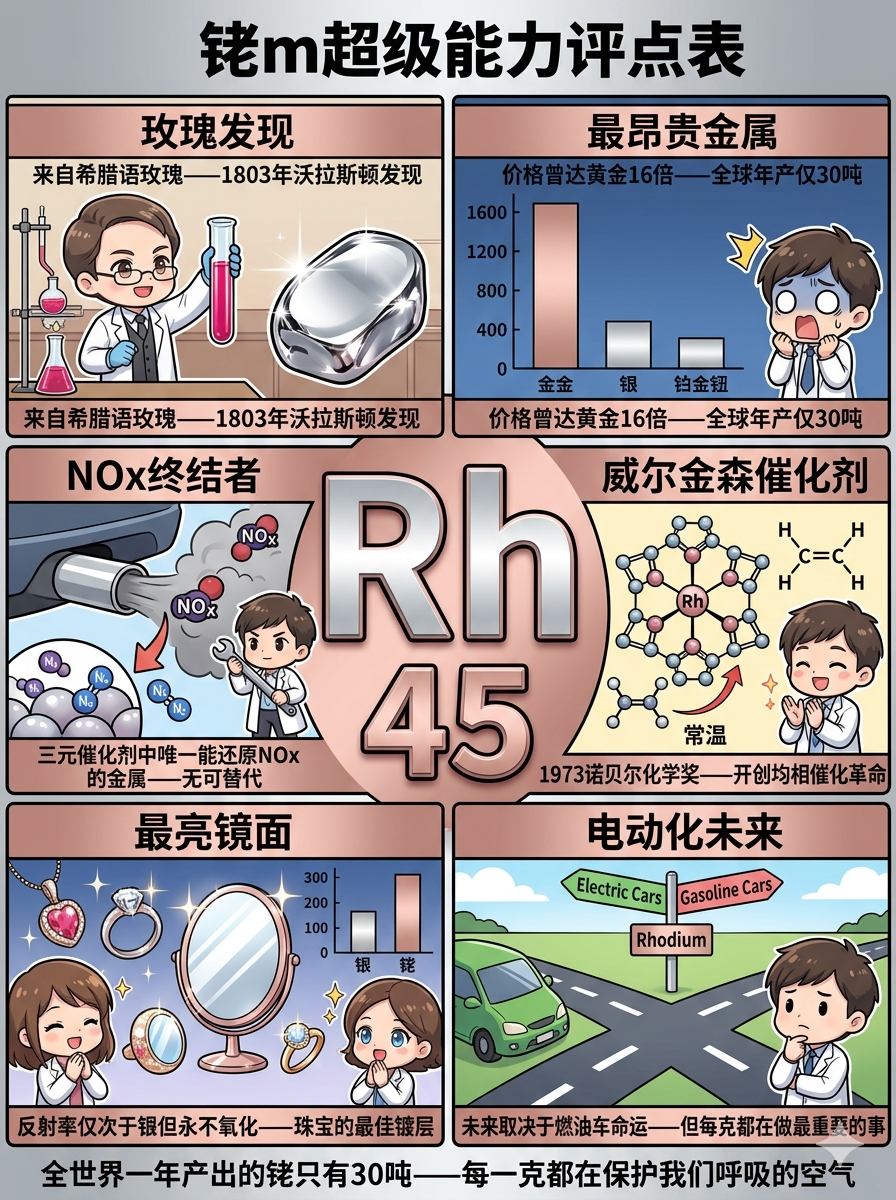 铑m超级能力评点表
玫瑰发现
来自希腊语玫瑰——1803年沃拉斯顿发现
来自希腊语玫瑰——1803年沃拉斯顿发现
最昂贵金属
价格曾达黄金16倍——全球年产仅30吨
1600
1200
800
400
0
金金
银
铂金钮
价格曾达黄金16倍——全球年产仅30吨
NOx终结者
NOx
NOx
三元催化剂中唯一能还原NOx
的金属——无可替代
Rh
45
威尔金森催化剂
Rh
H H
C=C
H H
常温
1973诺贝尔化学奖——开创均相催化革命
最亮镜面
300
200
100
0
银
铑
反射率仅次于银但永不氧化——珠宝的最佳镀层
电动化未来
Electric Cars
Gasoline Cars
Rhodium
未来取决于燃油车命运——但每克都在做最重要的事
全世界一年产出的铑只有30吨——每一克都在保护我们呼吸的空气